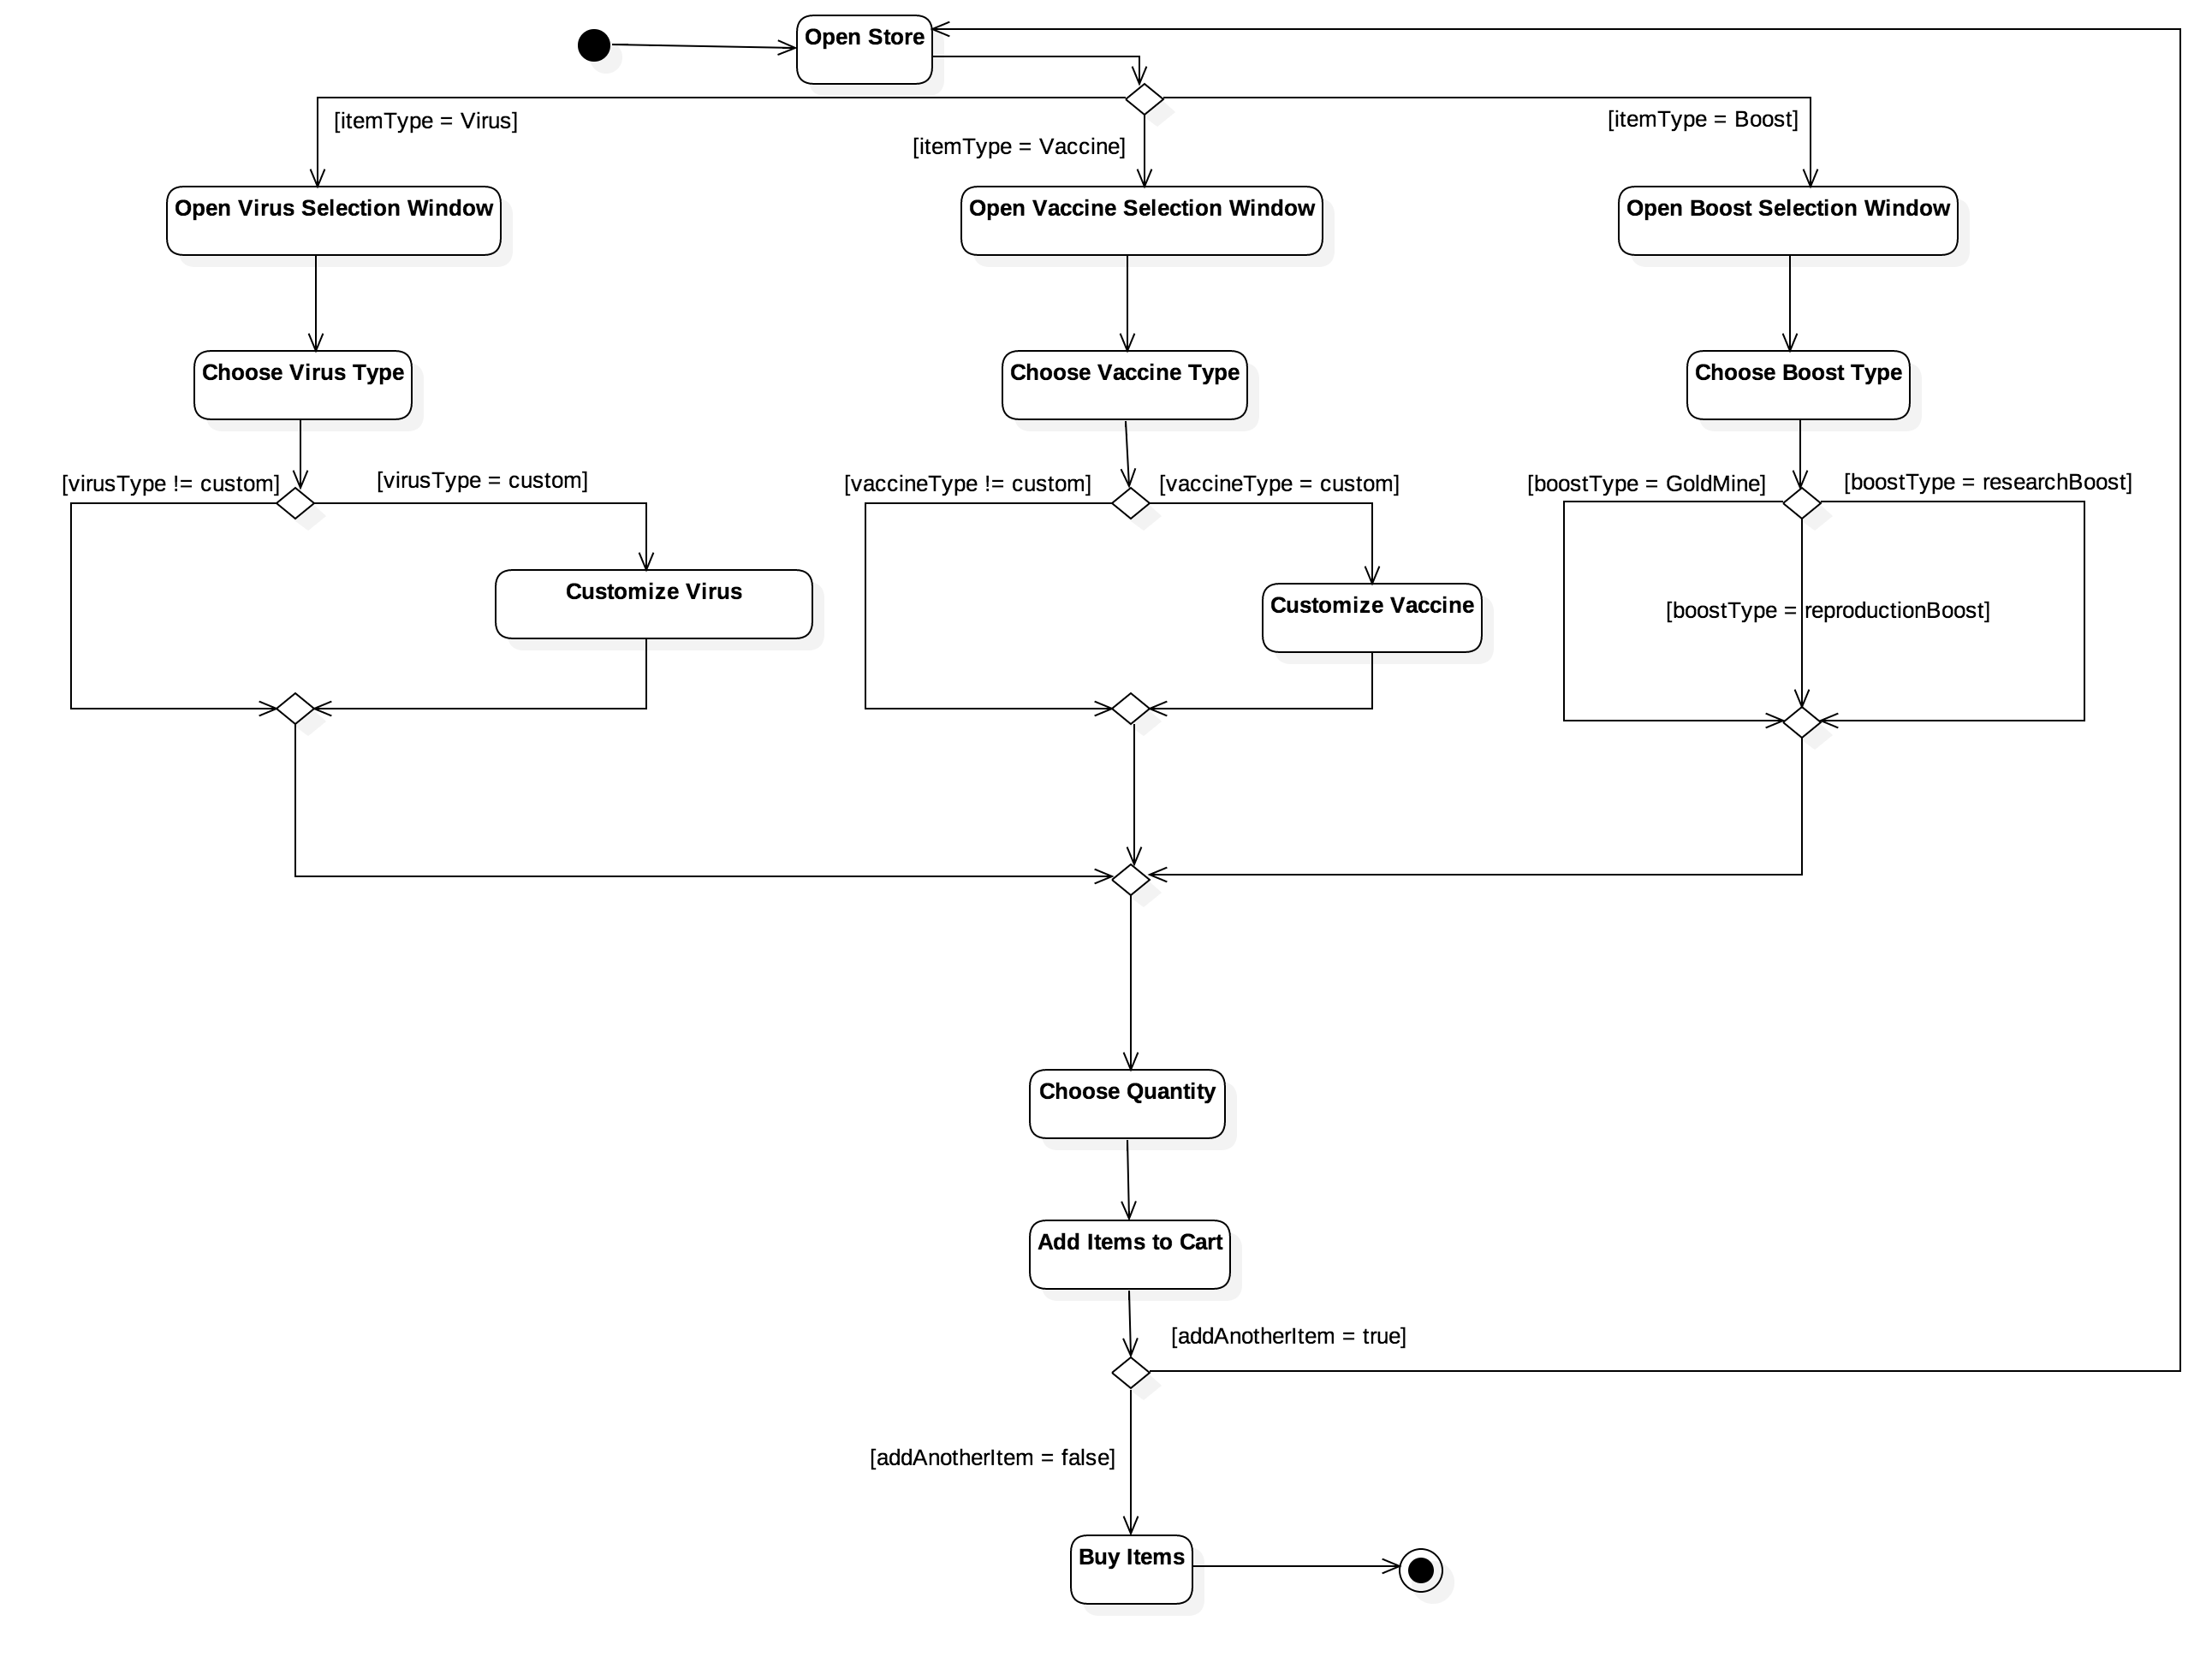 Open Store
[itemType = Virus]
[itemType = Vaccine]
[itemType = Boost]
Open Virus Selection Window
Open Vaccine Selection Window
Open Boost Selection Window
Choose Virus Type
Choose Vaccine Type
Choose Boost Type
[virusType != custom]
[virusType = custom]
[vaccineType != custom]
[vaccineType = custom]
[boostType = GoldMine]
[boostType = researchBoost]
Customize Virus
Customize Vaccine
[boostType = reproductionBoost]
Choose Quantity
Add Items to Cart
[addAnotherItem = true]
[addAnotherItem = false]
Buy Items